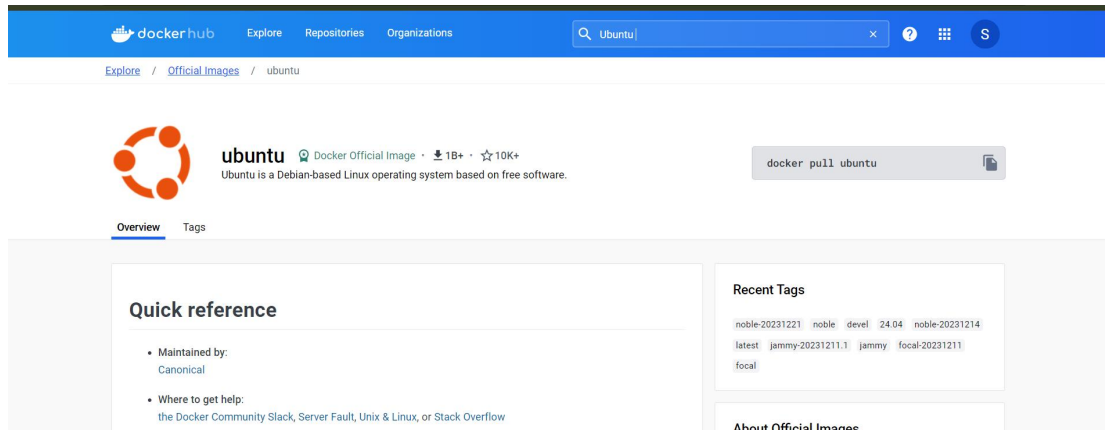 dockerhub Explore Repositories Organizations Ubuntu × ? S
Explore / Official Images / ubuntu
ubuntu Docker Official Image · 1B+ · 10K+
Ubuntu is a Debian-based Linux operating system based on free software.
docker pull ubuntu
Overview Tags
Quick reference
• Maintained by:
Canonical
• Where to get help:
the Docker Community Slack, Server Fault, Unix & Linux, or Stack Overflow
Recent Tags
noble-20231221 noble devel 24.04 noble-20231214
latest jammy-20231211.1 jammy focal-20231211
focal
About Official Images